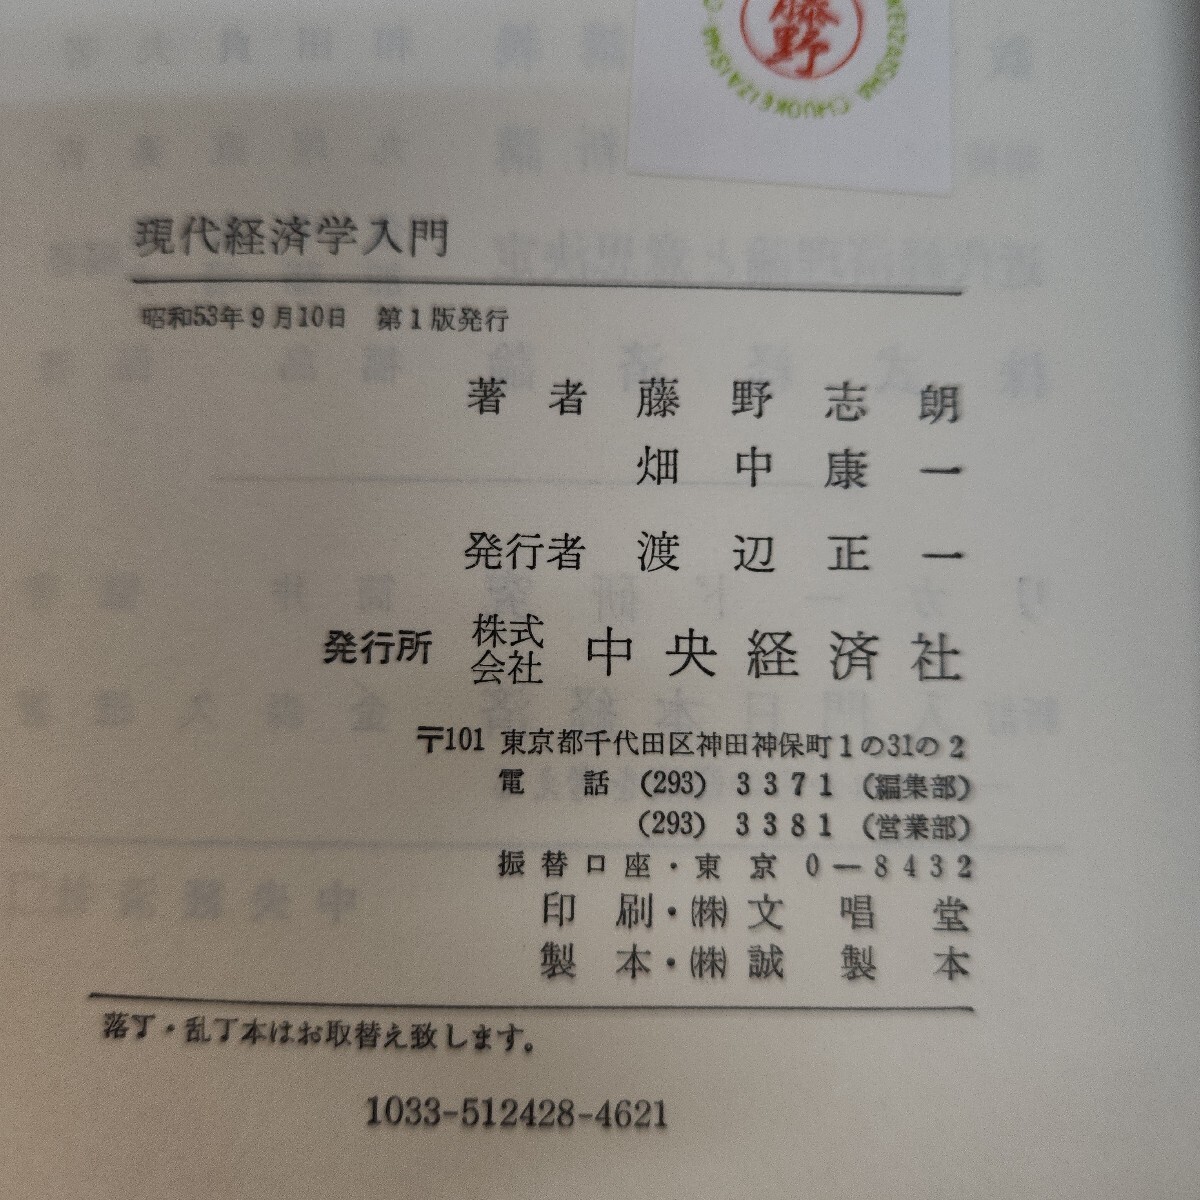 藤野
CHUOKEIZAISHA
現代経済学入門
昭和53年9月10日 第1版発行
著者 藤野志朗
畑中康一
発行者 渡辺正一
発行所 株式会社 中央経済社
〒101 東京都千代田区神田神保町1の31の2
電話 (293) 3371 (編集部)
(293) 3381 (営業部)
振替口座・東京 0-8432
印刷・㈱文唱堂
製本・㈱誠製本
落丁・乱丁本はお取替え致します。
1033-512428-4621